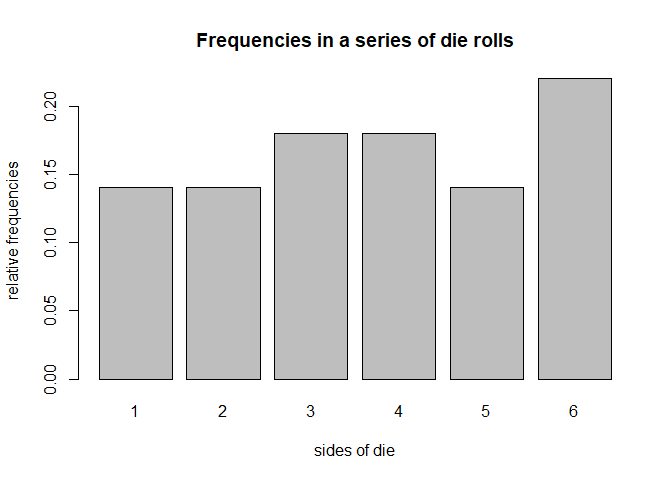 Frequencies in a series of die rolls
relative frequencies
0.20
0.15
0.10
0.05
0.00
1 2 3 4 5 6
sides of die